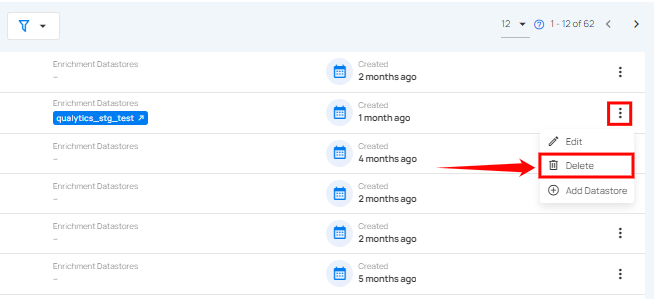 12
1 - 12 of 62
Enrichment Datastores
–
Created
2 months ago
Enrichment Datastores
qualytics_stg_test
Created
1 month ago
Edit
Enrichment Datastores
–
Created
4 months ago
Delete
Enrichment Datastores
–
Created
2 months ago
Add Datastore
Enrichment Datastores
–
Created
2 months ago
Enrichment Datastores
–
Created
5 months ago